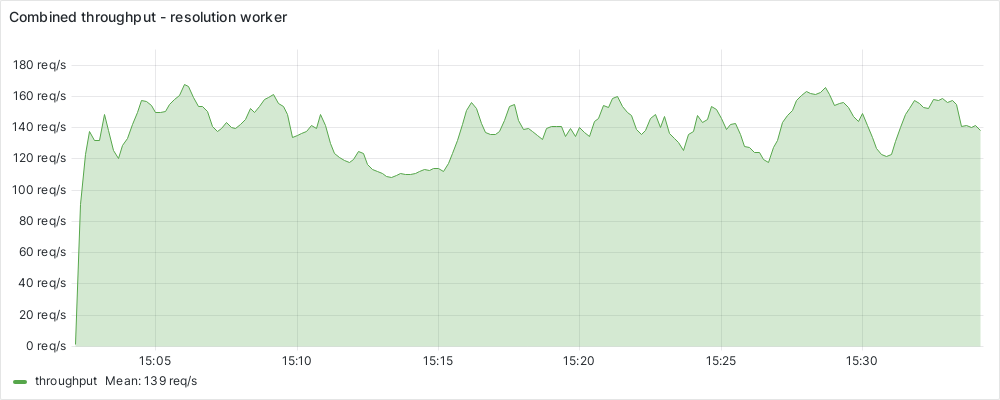 Combined throughput - resolution worker
180 req/s
160 req/s
140 req/s
120 req/s
100 req/s
80 req/s
60 req/s
40 req/s
20 req/s
0 req/s
15:05 15:10 15:15 15:20 15:25 15:30
throughput Mean: 139 req/s